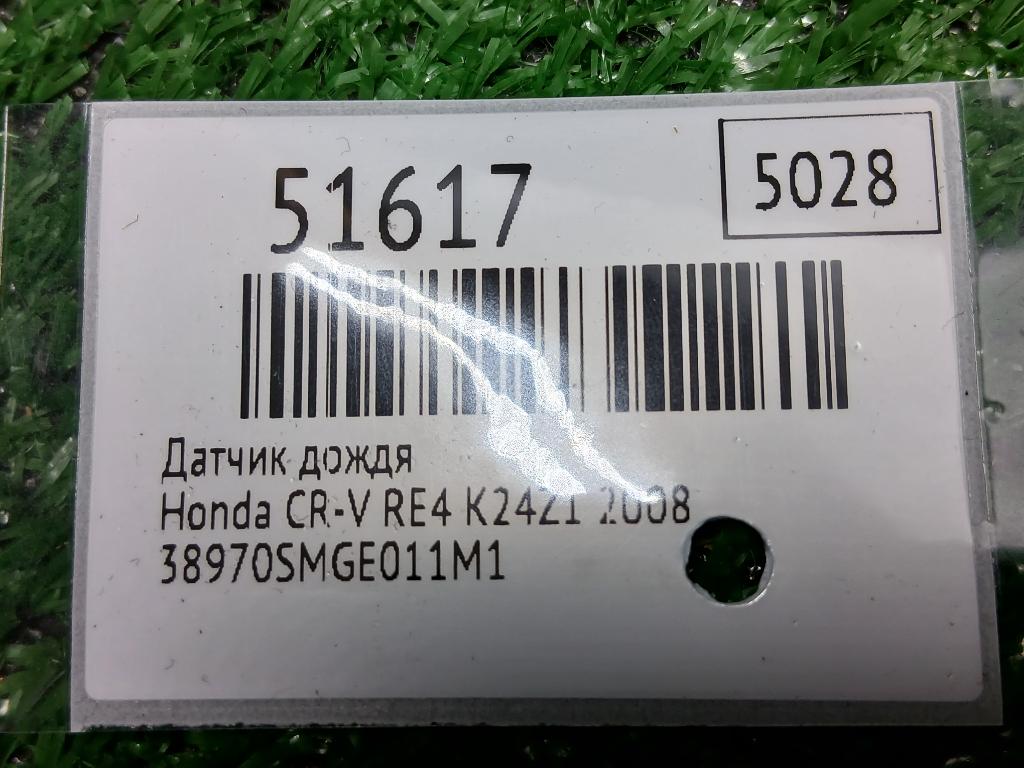 51617
5028
Датчик дождя
Honda CR-V RE4 K24Z1 2008
38970SMGE011M1